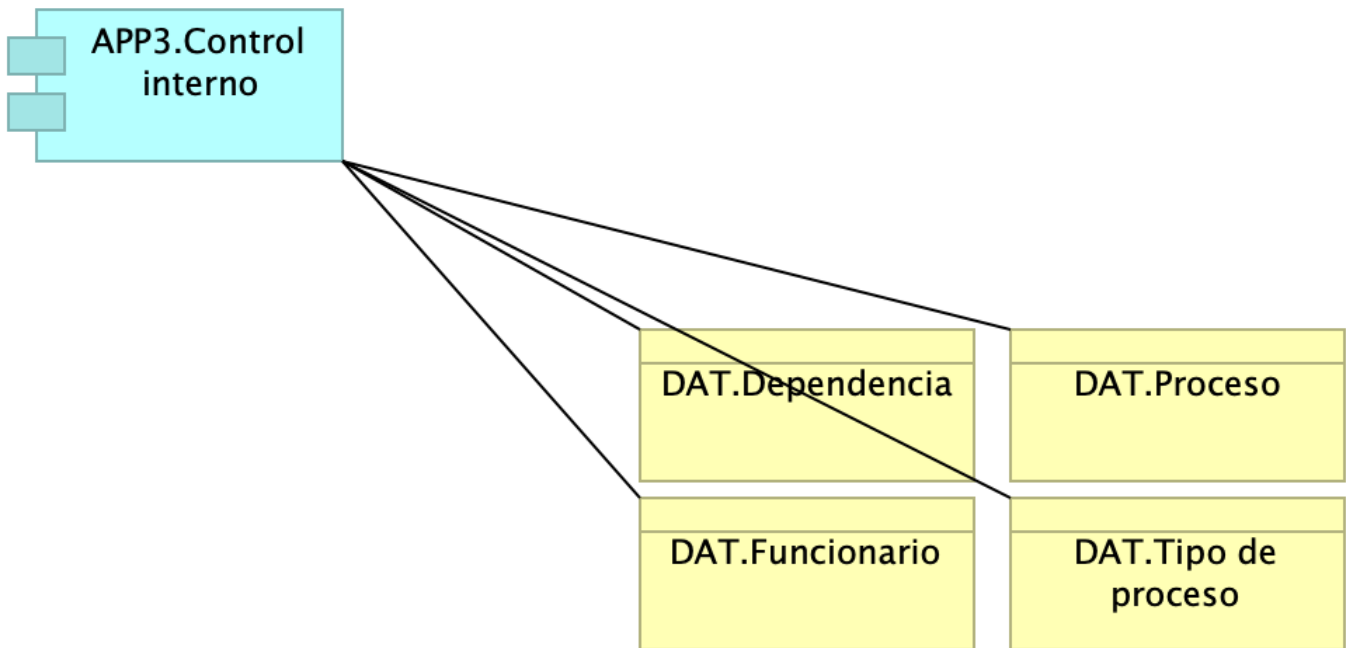 APP3.Control
interno
DAT.Dependencia
DAT.Proceso
DAT.Funcionario
DAT.Tipo de
proceso